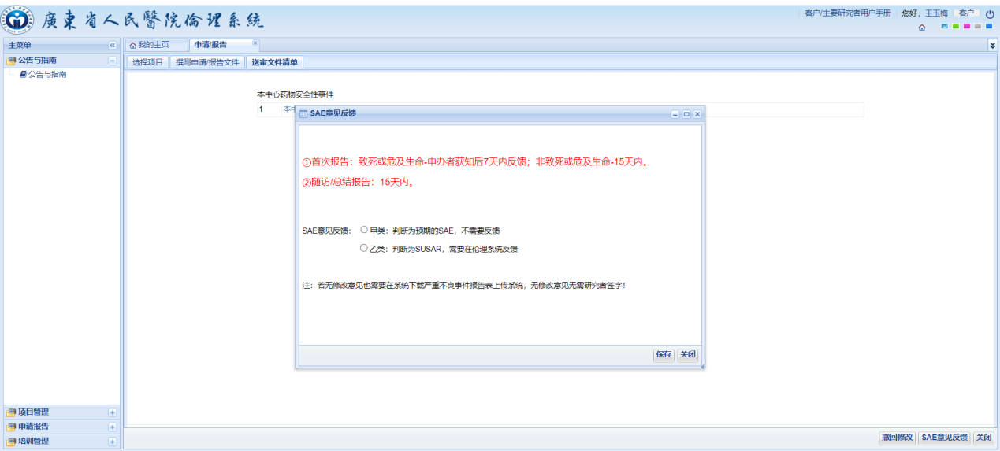 廣東省人民醫院倫理系統
客户/主要研究者用户手册 您好，王玉梅 客户
主菜单
我的主页 申请/报告
公告与指南
选择项目 撰写申请/报告文件 送审文件清单
公告与指南
本中心药物安全性事件
1 本中
SAE意见反馈
①首次报告：致死或危及生命-申办者获知后7天内反馈；非致死或危及生命-15天内。
②随访/总结报告：15天内。
SAE意见反馈： 甲类：判断为预期的SAE，不需要反馈
乙类：判断为SUSAR，需要在伦理系统反馈
注：若无修改意见也需要在系统下载严重不良事件报告表上传系统，无修改意见无需研究者签字！
保存 关闭
项目管理
申请报告
培训管理
撤回修改 SAE意见反馈 关闭